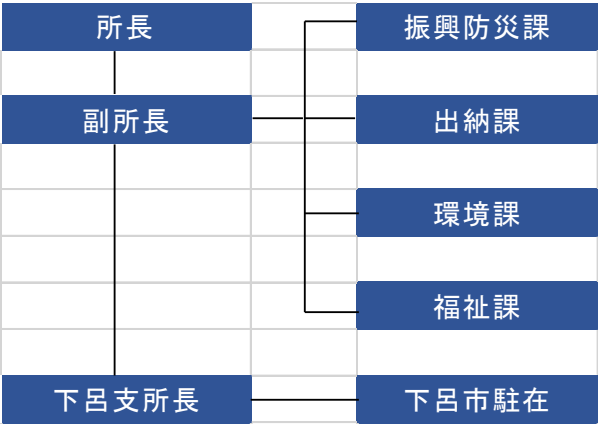 所長
振興防災課
副所長
出納課
環境課
福祉課
下呂支所長
下呂市駐在